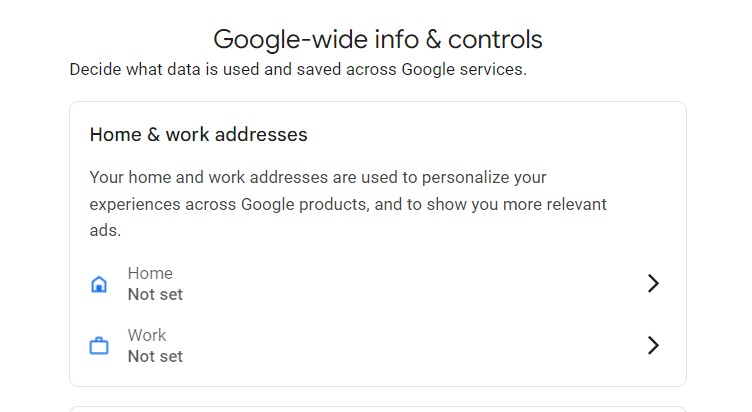 Google-wide info & controls
Decide what data is used and saved across Google services.
Home & work addresses
Your home and work addresses are used to personalize your
experiences across Google products, and to show you more relevant
ads.
Home
Not set
Work
Not set